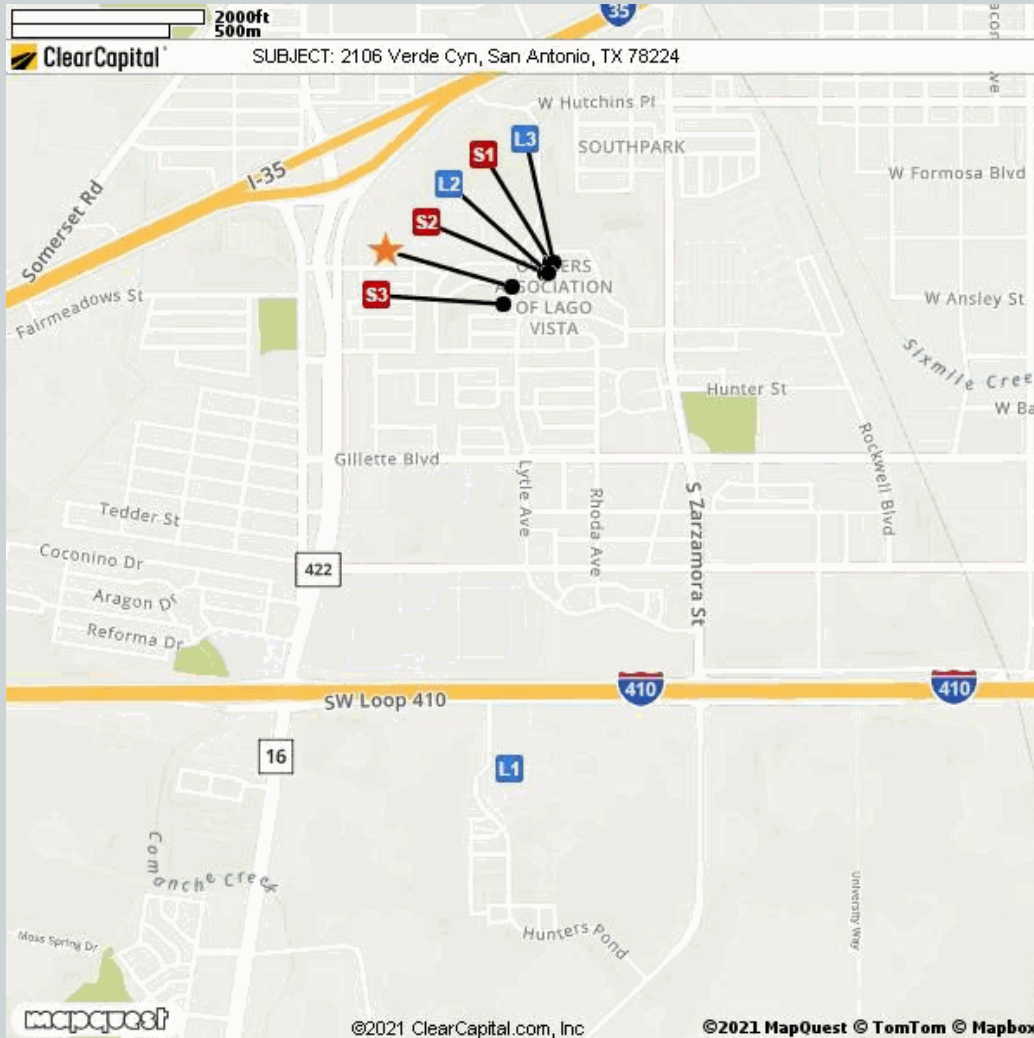 2000ft
500m
35
ClearCapital
SUBJECT: 2106 Verde Cyn, San Antonio, TX 78224
W Hutchins Pl
SOUTHPARK
L3
S1
I-35
L2
W Formosa Blvd
Somerset Rd
S2
S3
ASSOCIATION
OF LAGO
VISTA
W Ansley St
Fairmeadows St
Sixmile Cree
Hunter St
W Ba
Gillette Blvd
Lytle Ave
Rhoda Ave
S Zarzamora St
Rockwell Blvd
Tedder St
Coconino Dr
422
Aragon Dr
Reforma Dr
SW Loop 410
410
410
16
L1
Comanche Creek
University Way
Moss Spring Dr
Hunters Pond
mapquest
©2021 ClearCapital.com, Inc
©2021 MapQuest © TomTom © Mapbox